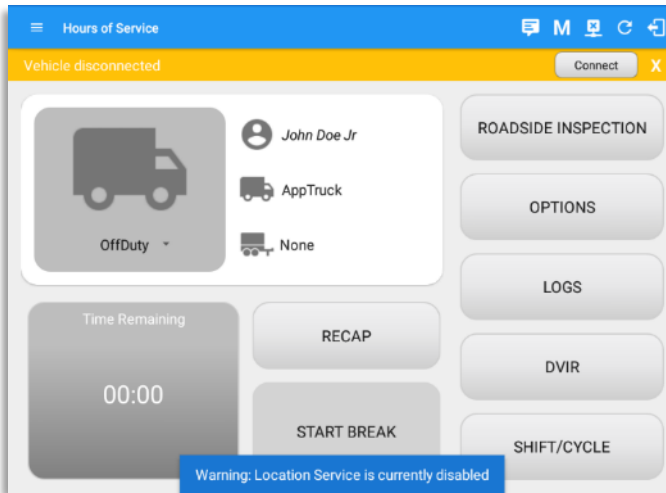 Hours of Service
M
Vehicle disconnected
Connect
X
John Doe Jr
AppTruck
OffDuty
None
Time Remaining
00:00
RECAP
START BREAK
ROADSIDE INSPECTION
OPTIONS
LOGS
DVIR
SHIFT/CYCLE
Warning: Location Service is currently disabled